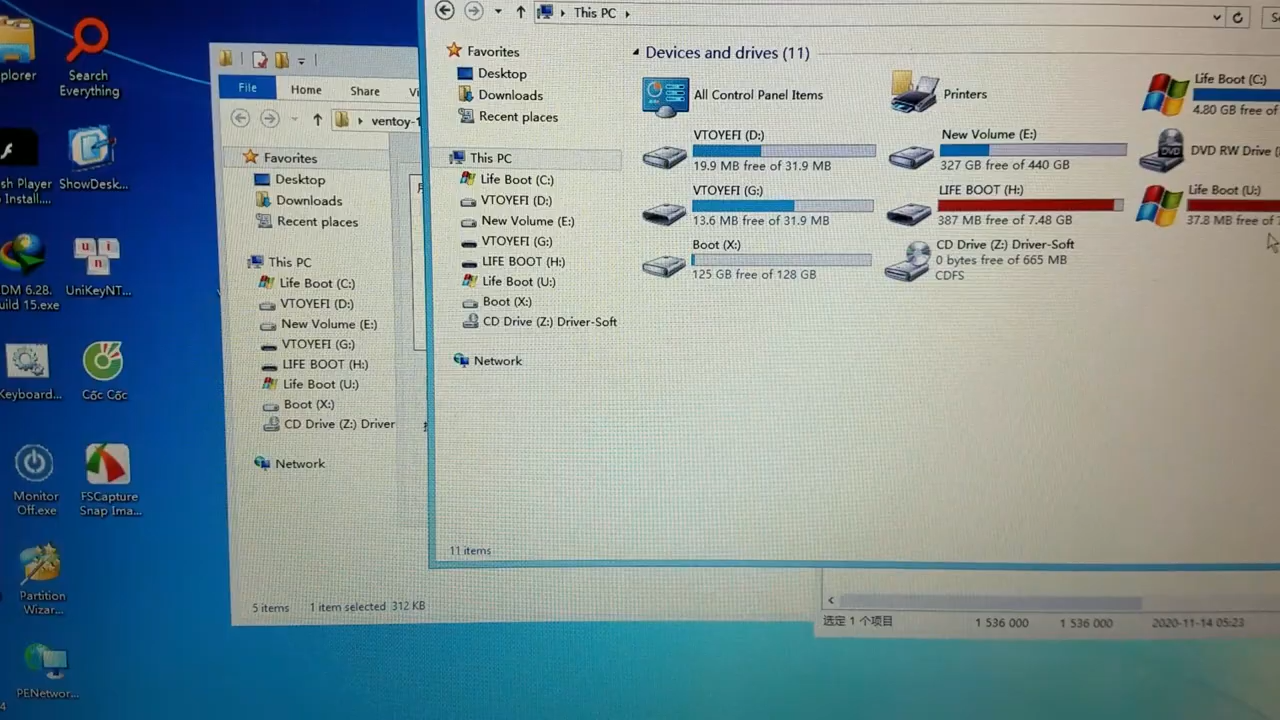 plorer
Search
Everything
sh Player
Install....
ShowDesk...
DM 6.28.
uild 15.exe
UniKeyNT...
Keyboard...
Cốc Cốc
Monitor
Off.exe
FSCapture
Snap Ima...
Partition
Wizar...
PENetwor...
4
File
Home
Share
ventoy-1
Favorites
Desktop
Downloads
Recent places
This PC
Life Boot (C:)
VTOYEFI (D:)
New Volume (E:)
VTOYEFI (G:)
LIFE BOOT (H:)
Life Boot (U:)
Boot (X:)
CD Drive (Z:) Driver
Network
5 items
1 item selected 312 KB
This PC
Favorites
Desktop
Downloads
Recent places
This PC
Life Boot (C:)
VTOYEFI (D:)
New Volume (E:)
VTOYEFI (G:)
LIFE BOOT (H:)
Life Boot (U:)
Boot (X:)
CD Drive (Z:) Driver-Soft
Network
11 items
Devices and drives (11)
All Control Panel Items
Printers
Life Boot (C:)
4.80 GB free of
VTOYEFI (D:)
19.9 MB free of 31.9 MB
New Volume (E:)
327 GB free of 440 GB
DVD
DVD RW Drive (
VTOYEFI (G:)
13.6 MB free of 31.9 MB
LIFE BOOT (H:)
387 MB free of 7.48 GB
Life Boot (U:)
37.8 MB free of
Boot (X:)
125 GB free of 128 GB
CD Drive (Z:) Driver-Soft
0 bytes free of 665 MB
CDFS
选定 1 个项目
1 536 000
1 536 000
2020-11-14 05:23